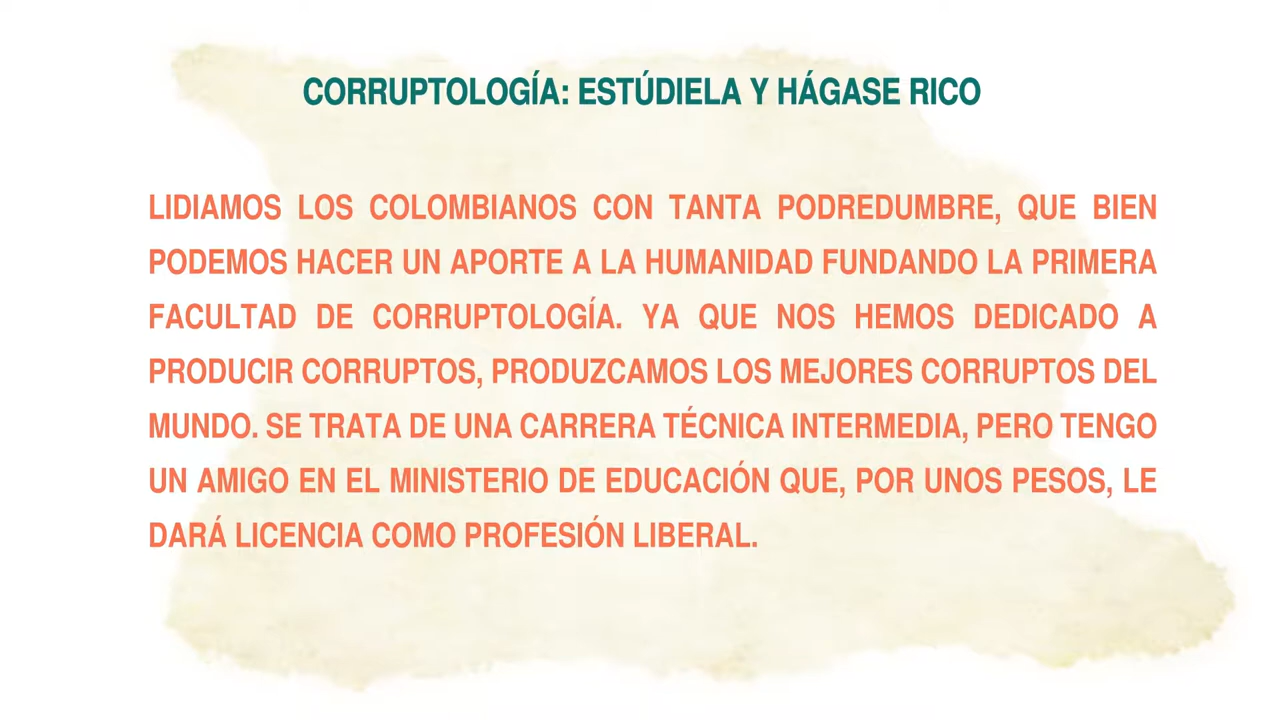 CORRUPTOLOGÍA: ESTÚDIELA Y HÁGASE RICO
LIDIAMOS LOS COLOMBIANOS CON TANTA PODREDUMBRE, QUE BIEN
PODEMOS HACER UN APORTE A LA HUMANIDAD FUNDANDO LA PRIMERA
FACULTAD DE CORRUPTOLOGÍA. YA QUE NOS HEMOS DEDICADO A
PRODUCIR CORRUPTOS, PRODUZCAMOS LOS MEJORES CORRUPTOS DEL
MUNDO. SE TRATA DE UNA CARRERA TÉCNICA INTERMEDIA, PERO TENGO
UN AMIGO EN EL MINISTERIO DE EDUCACIÓN QUE, POR UNOS PESOS, LE
DARÁ LICENCIA COMO PROFESIÓN LIBERAL.